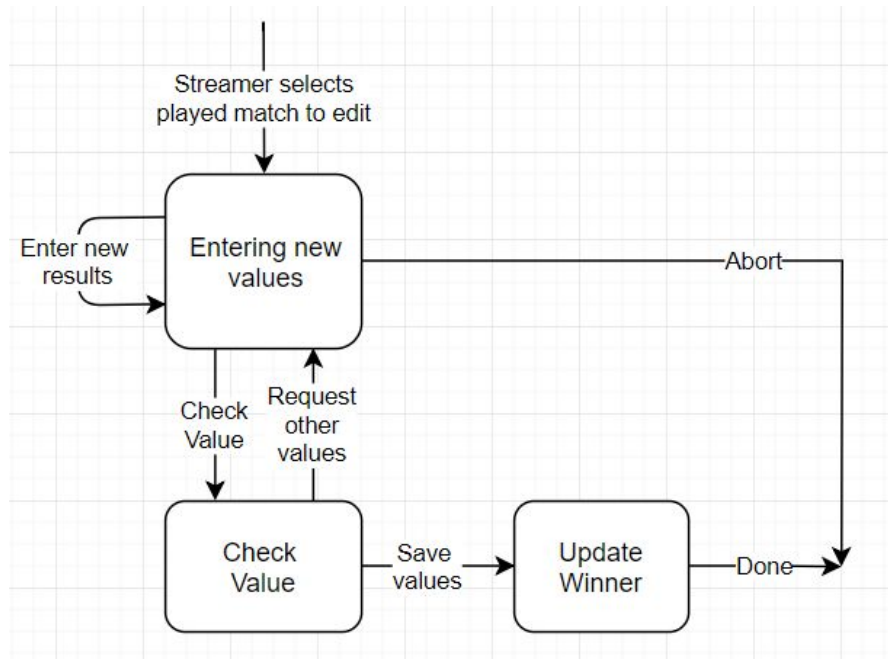 Streamer selects
played match to edit
Enter new
results
Entering new
values
Abort
Check
Value
Request
other
values
Check
Value
Save
values
Update
Winner
Done